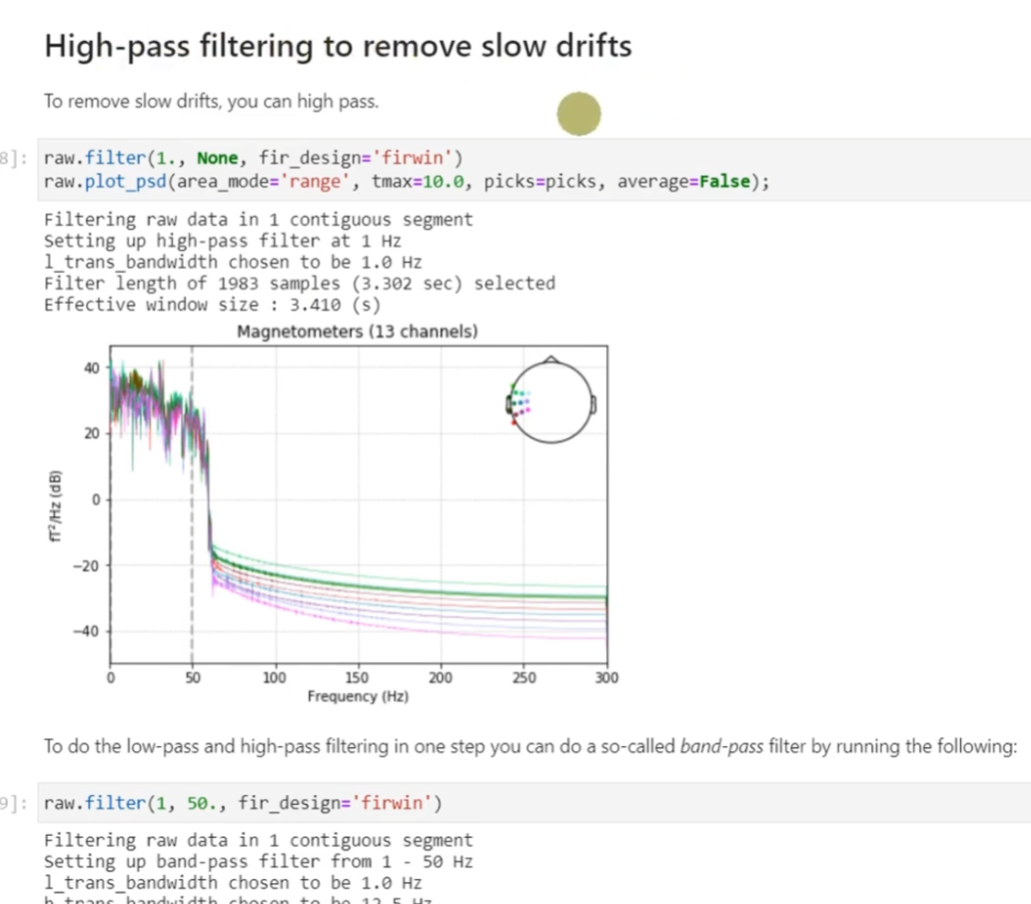 High-pass filtering to remove slow drifts
To remove slow drifts, you can high pass.
8]: raw.filter(1., None, fir_design='firwin')
raw.plot_psd(area_mode='range', tmax=10.0, picks=picks, average=False);
Filtering raw data in 1 contiguous segment
Setting up high-pass filter at 1 Hz
l_trans_bandwidth chosen to be 1.0 Hz
Filter length of 1983 samples (3.302 sec) selected
Effective window size : 3.410 (s)
Magnetometers (13 channels)
40
20
0
−20
−40
fT²/Hz (dB)
0 50 100 150 200 250 300
Frequency (Hz)
To do the low-pass and high-pass filtering in one step you can do a so-called band-pass filter by running the following:
9]: raw.filter(1, 50., fir_design='firwin')
Filtering raw data in 1 contiguous segment
Setting up band-pass filter from 1 - 50 Hz
l_trans_bandwidth chosen to be 1.0 Hz
h_trans_bandwidth chosen to be 12.5 Hz